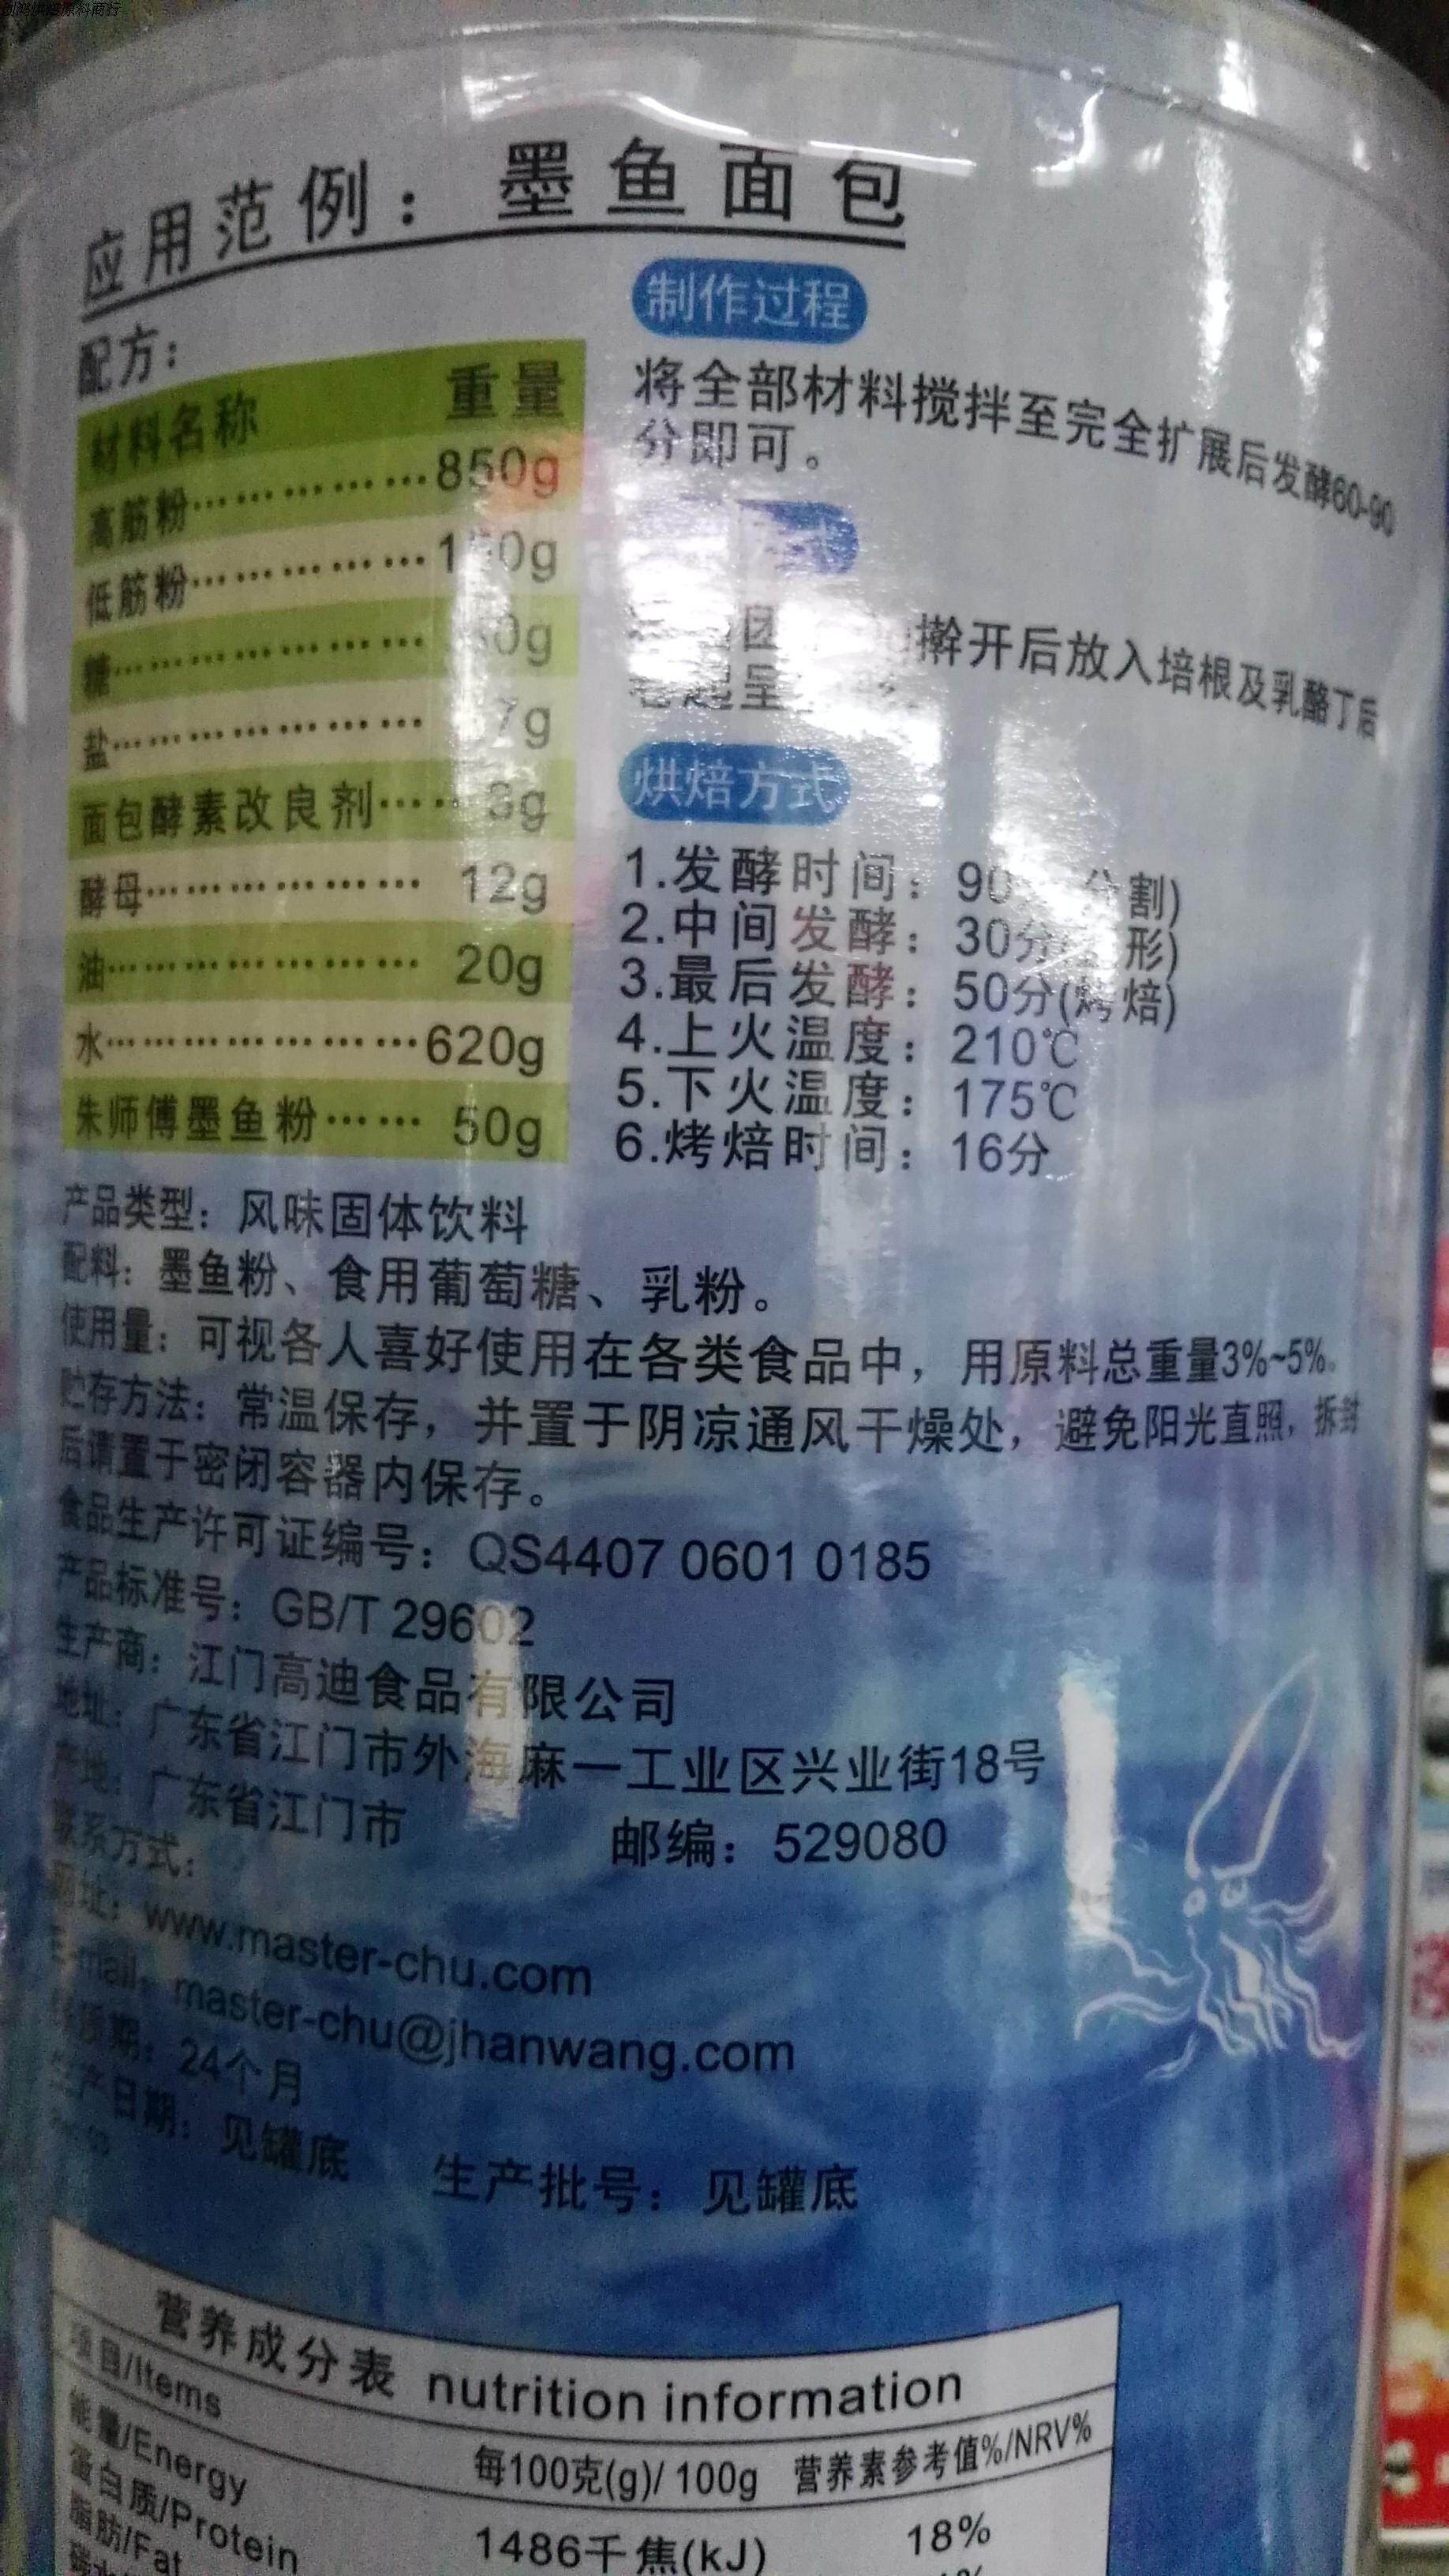 应用范例：墨鱼面包
配方：
材料名称 重量
高筋粉……………850g
低筋粉……………
糖…………………
盐………………… 7g
面包酵素改良剂…… 3g
酵母……………… 12g
油………………… 20g
水…………………620g
朱师傅墨鱼粉…… 50g
制作过程
将全部材料搅拌至完全扩展后发酵60-90
分即可。
擀开后放入培根及乳酪丁后
烘焙方式
1.发酵时间：90 分割)
2.中间发酵：30分 形)
3.最后发酵：50分(烤焙)
4.上火温度：210℃
5.下火温度：175℃
6.烤焙时间：16分
产品类型：风味固体饮料
配料：墨鱼粉、食用葡萄糖、乳粉。
使用量：可视各人喜好使用在各类食品中，用原料总重量3%~5%。
贮存方法：常温保存，并置于阴凉通风干燥处，避免阳光直照，拆封
后请置于密闭容器内保存。
食品生产许可证编号：QS4407 0601 0185
产品标准号：GB/T 29602
生产商：江门高迪食品有限公司
地址：广东省江门市外海麻一工业区兴业街18号
产地：广东省江门市 邮编：529080
联系方式：
网址：www.master-chu.com
E-mail：master-chu@jhanwang.com
保质期：24个月
生产日期：见罐底 生产批号：见罐底
营养成分表 nutrition information
项目/Items 每100克(g)/ 100g 营养素参考值%/NRV%
能量/Energy 1486千焦(kJ) 18%
蛋白质/Protein
脂肪/Fat